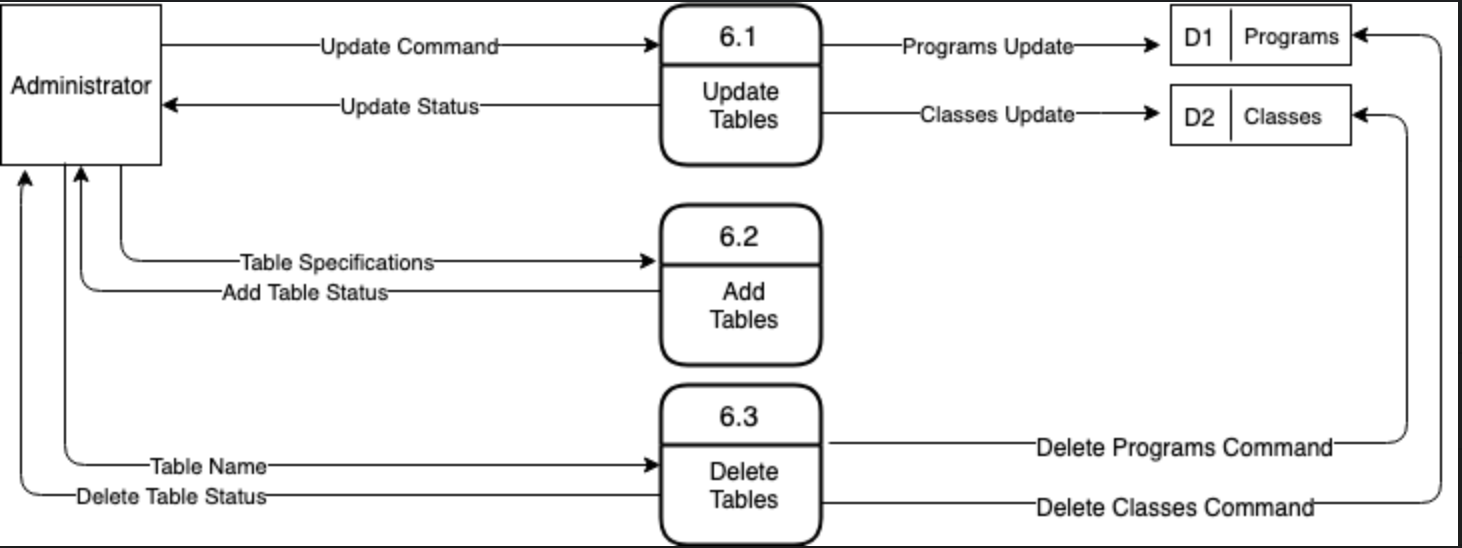 Administrator
Update Command
Update Status
6.1
Update
Tables
Programs Update
Classes Update
D1
Programs
D2
Classes
Table Specifications
Add Table Status
6.2
Add
Tables
Table Name
Delete Table Status
6.3
Delete
Tables
Delete Programs Command
Delete Classes Command